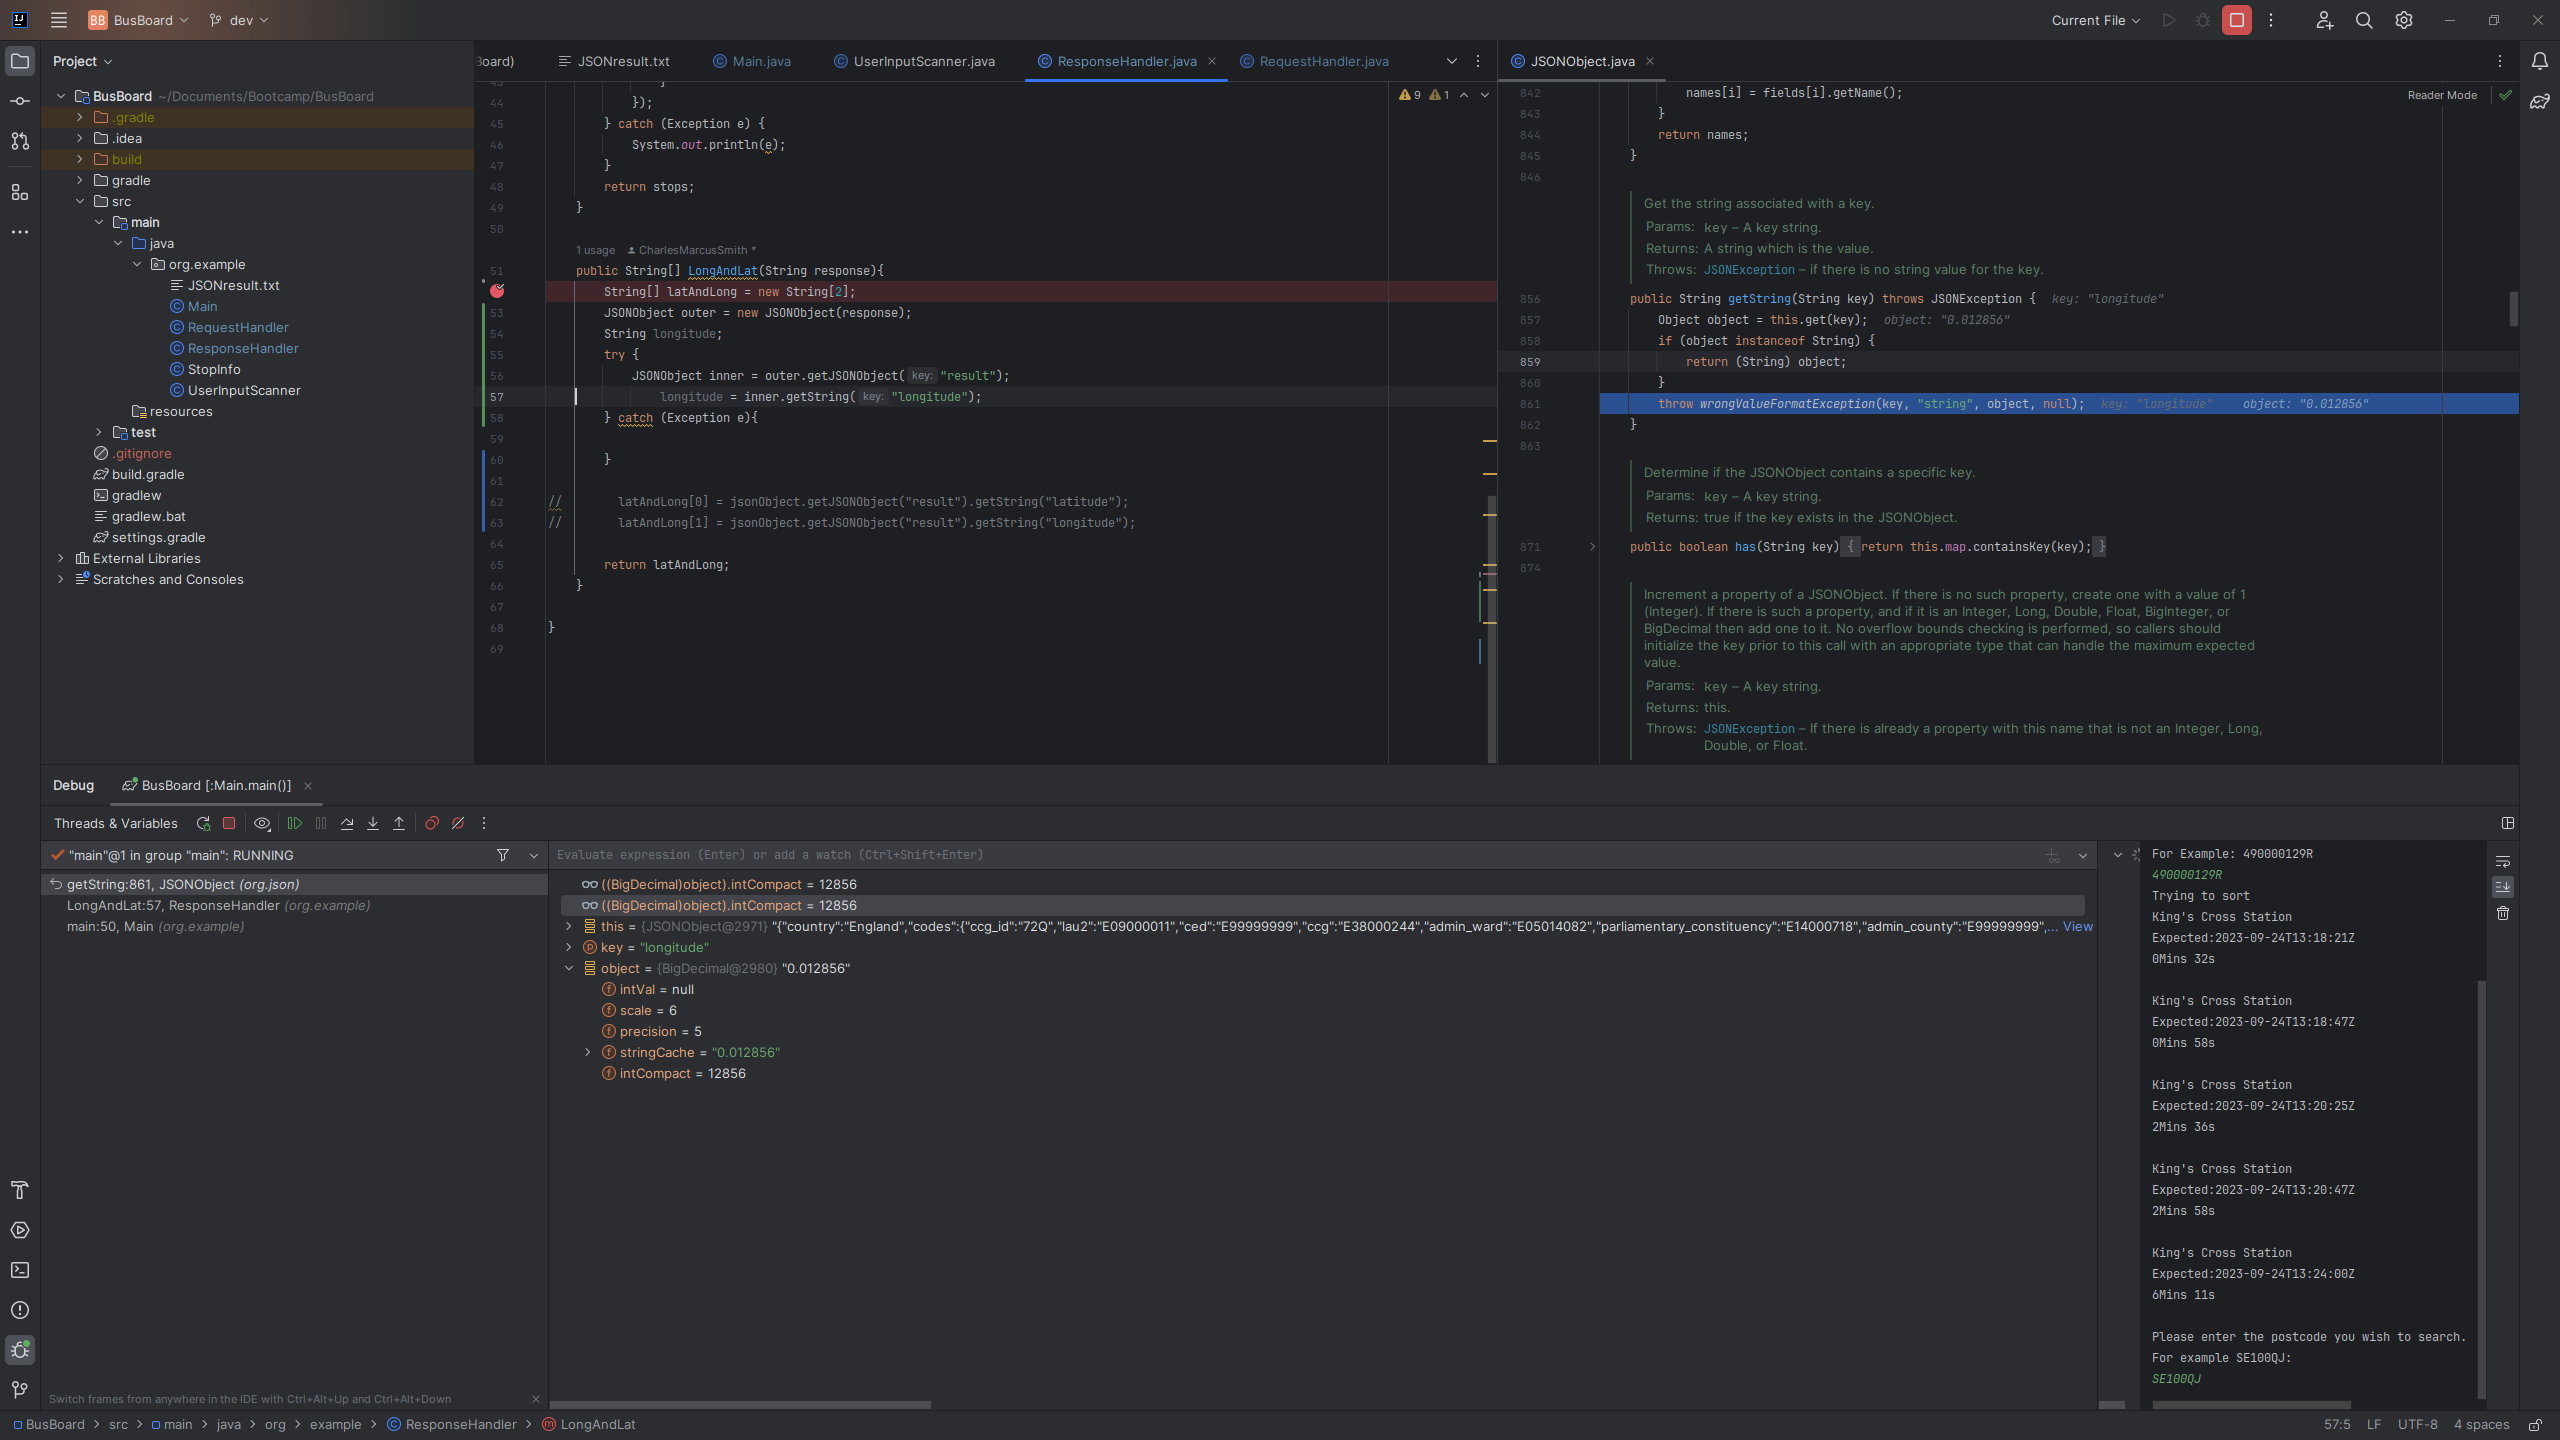 BB BusBoard dev Current File
Project
BusBoard ~/Documents/Bootcamp/BusBoard
.gradle
.idea
build
gradle
src
main
java
org.example
JSONresult.txt
Main
RequestHandler
ResponseHandler
StopInfo
UserInputScanner
resources
test
.gitignore
build.gradle
gradlew
gradlew.bat
settings.gradle
External Libraries
Scratches and Consoles
Board) JSONresult.txt Main.java UserInputScanner.java ResponseHandler.java RequestHandler.java
9 1
43 }
44 });
45 } catch (Exception e) {
46 System.out.println(e);
47 }
48 return stops;
49 }
50
1 usage CharlesMarcusSmith *
51 public String[] LongAndLat(String response){
String[] latAndLong = new String[2];
53 JSONObject outer = new JSONObject(response);
54 String longitude;
55 try {
56 JSONObject inner = outer.getJSONObject( key: "result");
57 longitude = inner.getString( key: "longitude");
58 } catch (Exception e){
59
60 }
61
62 // latAndLong[0] = jsonObject.getJSONObject("result").getString("latitude");
63 // latAndLong[1] = jsonObject.getJSONObject("result").getString("longitude");
64
65 return latAndLong;
66 }
67
68 }
69
JSONObject.java
Reader Mode
842 names[i] = fields[i].getName();
843 }
844 return names;
845 }
846
Get the string associated with a key.
Params: key – A key string.
Returns: A string which is the value.
Throws: JSONException – if there is no string value for the key.
856 public String getString(String key) throws JSONException { key: "longitude"
857 Object object = this.get(key); object: "0.012856"
858 if (object instanceof String) {
859 return (String) object;
860 }
861 throw wrongValueFormatException(key, "string", object, null); key: "longitude" object: "0.012856"
862 }
863
Determine if the JSONObject contains a specific key.
Params: key – A key string.
Returns: true if the key exists in the JSONObject.
871 public boolean has(String key) { return this.map.containsKey(key); }
874
Increment a property of a JSONObject. If there is no such property, create one with a value of 1
(Integer). If there is such a property, and if it is an Integer, Long, Double, Float, BigInteger, or
BigDecimal then add one to it. No overflow bounds checking is performed, so callers should
initialize the key prior to this call with an appropriate type that can handle the maximum expected
value.
Params: key – A key string.
Returns: this.
Throws: JSONException – If there is already a property with this name that is not an Integer, Long,
Double, or Float.
Debug BusBoard [:Main.main()]
Threads & Variables
"main"@1 in group "main": RUNNING
getString:861, JSONObject (org.json)
LongAndLat:57, ResponseHandler (org.example)
main:50, Main (org.example)
Switch frames from anywhere in the IDE with Ctrl+Alt+Up and Ctrl+Alt+Down
Evaluate expression (Enter) or add a watch (Ctrl+Shift+Enter)
((BigDecimal)object).intCompact = 12856
((BigDecimal)object).intCompact = 12856
this = {JSONObject@2971} "{"country":"England","codes":{"ccg_id":"72Q","lau2":"E09000011","ced":"E99999999","ccg":"E38000244","admin_ward":"E05014082","parliamentary_constituency":"E14000718","admin_county":"E99999999",... View
key = "longitude"
object = {BigDecimal@2980} "0.012856"
intVal = null
scale = 6
precision = 5
stringCache = "0.012856"
intCompact = 12856
For Example: 490000129R
490000129R
Trying to sort
King's Cross Station
Expected:2023-09-24T13:18:21Z
0Mins 32s
King's Cross Station
Expected:2023-09-24T13:18:47Z
0Mins 58s
King's Cross Station
Expected:2023-09-24T13:20:25Z
2Mins 36s
King's Cross Station
Expected:2023-09-24T13:20:47Z
2Mins 58s
King's Cross Station
Expected:2023-09-24T13:24:00Z
6Mins 11s
Please enter the postcode you wish to search.
For example SE100QJ:
SE100QJ
BusBoard > src > main > java > org > example > ResponseHandler > LongAndLat
57:5 LF UTF-8 4 spaces